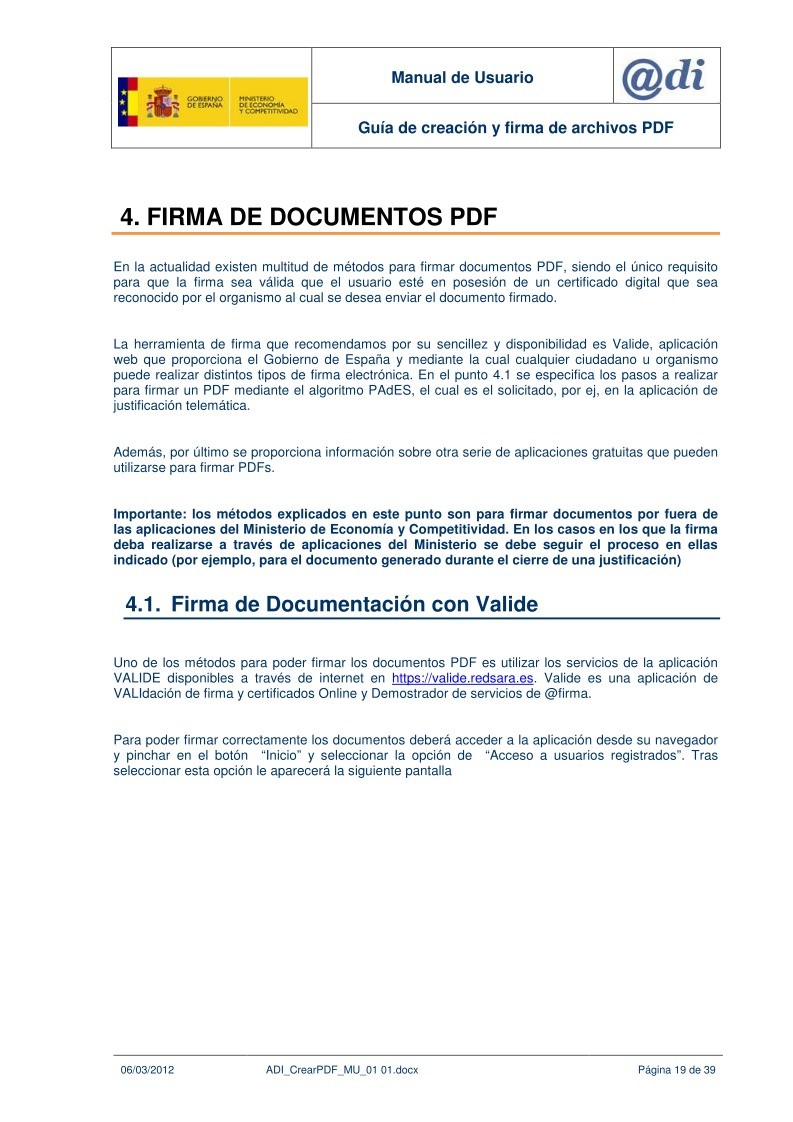 GOBIERNO
DE ESPAÑA
MINISTERIO
DE ECONOMÍA
Y COMPETITIVIDAD
Manual de Usuario
@di
Guía de creación y firma de archivos PDF
4. FIRMA DE DOCUMENTOS PDF
En la actualidad existen multitud de métodos para firmar documentos PDF, siendo el único requisito
para que la firma sea válida que el usuario esté en posesión de un certificado digital que sea
reconocido por el organismo al cual se desea enviar el documento firmado.
La herramienta de firma que recomendamos por su sencillez y disponibilidad es Valide, aplicación
web que proporciona el Gobierno de España y mediante la cual cualquier ciudadano u organismo
puede realizar distintos tipos de firma electrónica. En el punto 4.1 se especifica los pasos a realizar
para firmar un PDF mediante el algoritmo PAdES, el cual es el solicitado, por ej, en la aplicación de
justificación telemática.
Además, por último se proporciona información sobre otra serie de aplicaciones gratuitas que pueden
utilizarse para firmar PDFs.
Importante: los métodos explicados en este punto son para firmar documentos por fuera de
las aplicaciones del Ministerio de Economía y Competitividad. En los casos en los que la firma
deba realizarse a través de aplicaciones del Ministerio se debe seguir el proceso en ellas
indicado (por ejemplo, para el documento generado durante el cierre de una justificación)
4.1. Firma de Documentación con Valide
Uno de los métodos para poder firmar los documentos PDF es utilizar los servicios de la aplicación
VALIDE disponibles a través de internet en https://valide.redsara.es. Valide es una aplicación de
VALIdación de firma y certificados Online y Demostrador de servicios de @firma.
Para poder firmar correctamente los documentos deberá acceder a la aplicación desde su navegador
y pinchar en el botón “Inicio” y seleccionar la opción de “Acceso a usuarios registrados”. Tras
seleccionar esta opción le aparecerá la siguiente pantalla
06/03/2012 ADI_CrearPDF_MU_01 01.docx Página 19 de 39